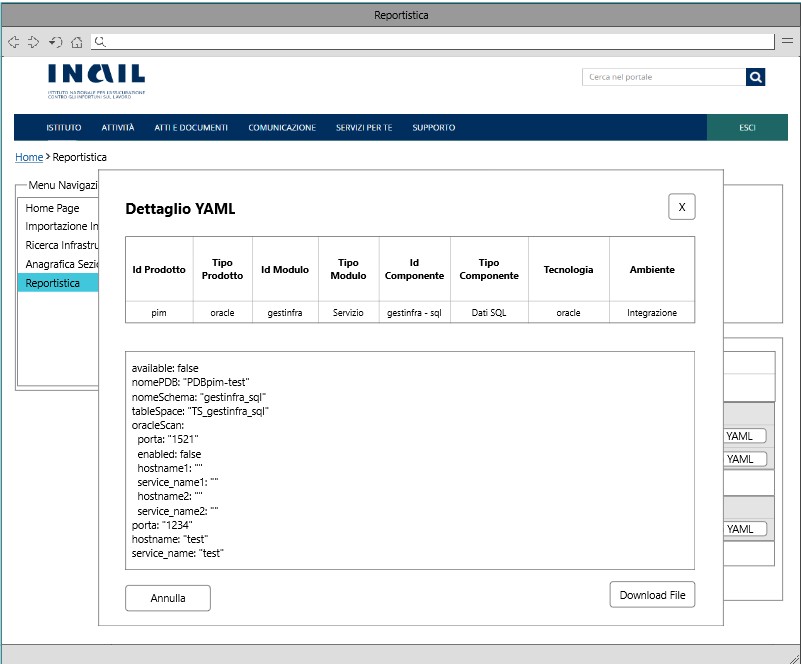 Reportistica
INAIL
ISTITUTO NAZIONALE PER L'ASSICURAZIONE
CONTRO GLI INFORTUNI SUL LAVORO
Cerca nel portale
ISTITUTO ATTIVITÀ ATTI E DOCUMENTI COMUNICAZIONE SERVIZI PER TE SUPPORTO ESCI
Home > Reportistica
Menu Navigazi
Home Page
Importazione In
Ricerca Infrastru
Anagrafica Sezi
Reportistica
Dettaglio YAML X
Id Prodotto Tipo Prodotto Id Modulo Tipo Modulo Id Componente Tipo Componente Tecnologia Ambiente
pim oracle gestinfra Servizio gestinfra - sql Dati SQL oracle Integrazione
available: false
nomePDB: "PDBpim-test"
nomeSchema: "gestinfra_sql"
tableSpace: "TS_gestinfra_sql"
oracleScan:
porta: "1521"
enabled: false
hostname1: ""
service_name1: ""
hostname2: ""
service_name2: ""
porta: "1234"
hostname: "test"
service_name: "test"
Annulla Download File
YAML
YAML
YAML